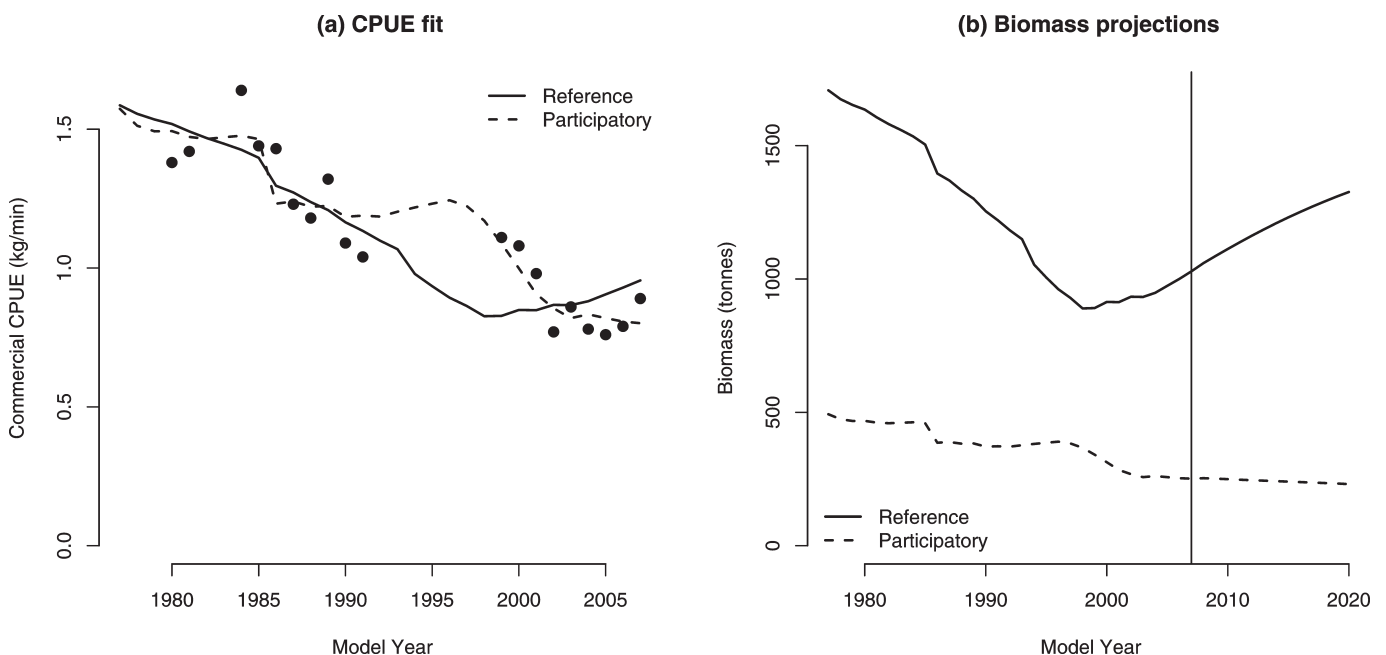 (a) CPUE fit
Reference
Participatory
Commercial CPUE (kg/min)
1.5
1.0
0.5
0.0
1980 1985 1990 1995 2000 2005
Model Year
(b) Biomass projections
Biomass (tonnes)
1500
1000
500
0
Reference
Participatory
1980 1990 2000 2010 2020
Model Year